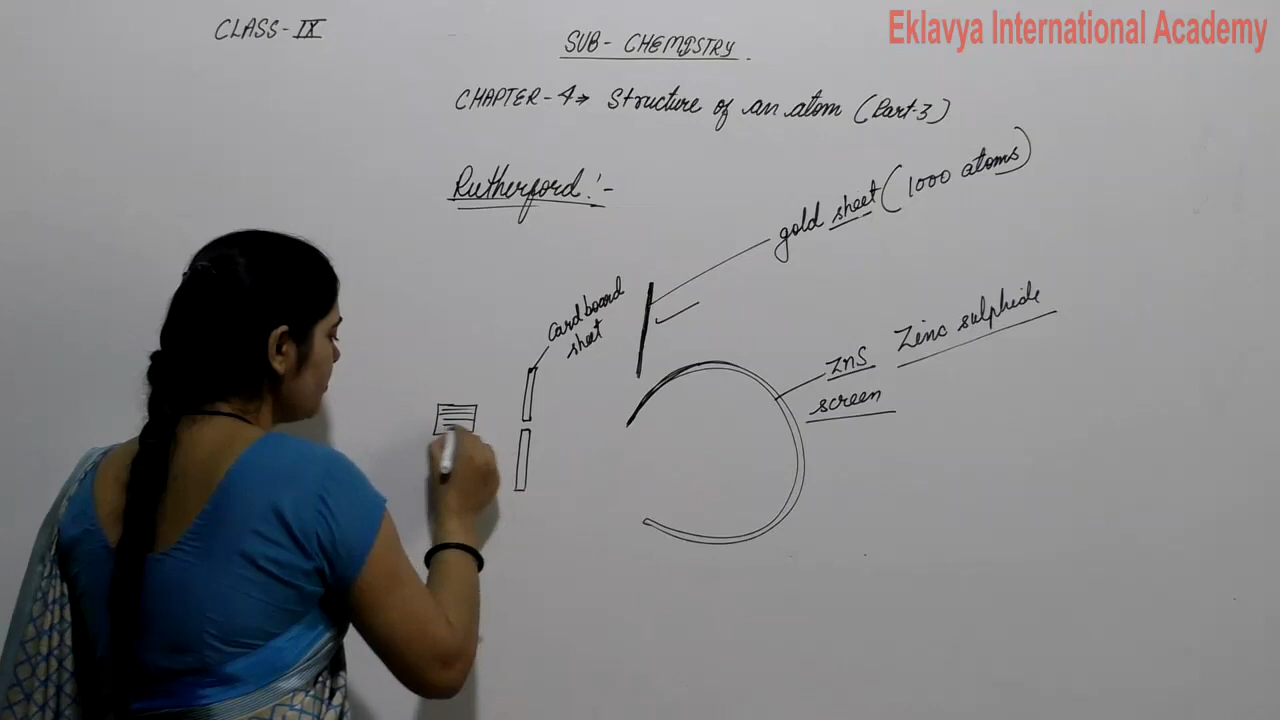 Eklavya International Academy
CLASS-IX
SUB- CHEMISTRY.
CHAPTER-4→ Structure of an atom (Part-3)
Rutherford:-
gold sheet (1000 atoms)
cardboard
sheet
ZnS Zinc sulphide
screen